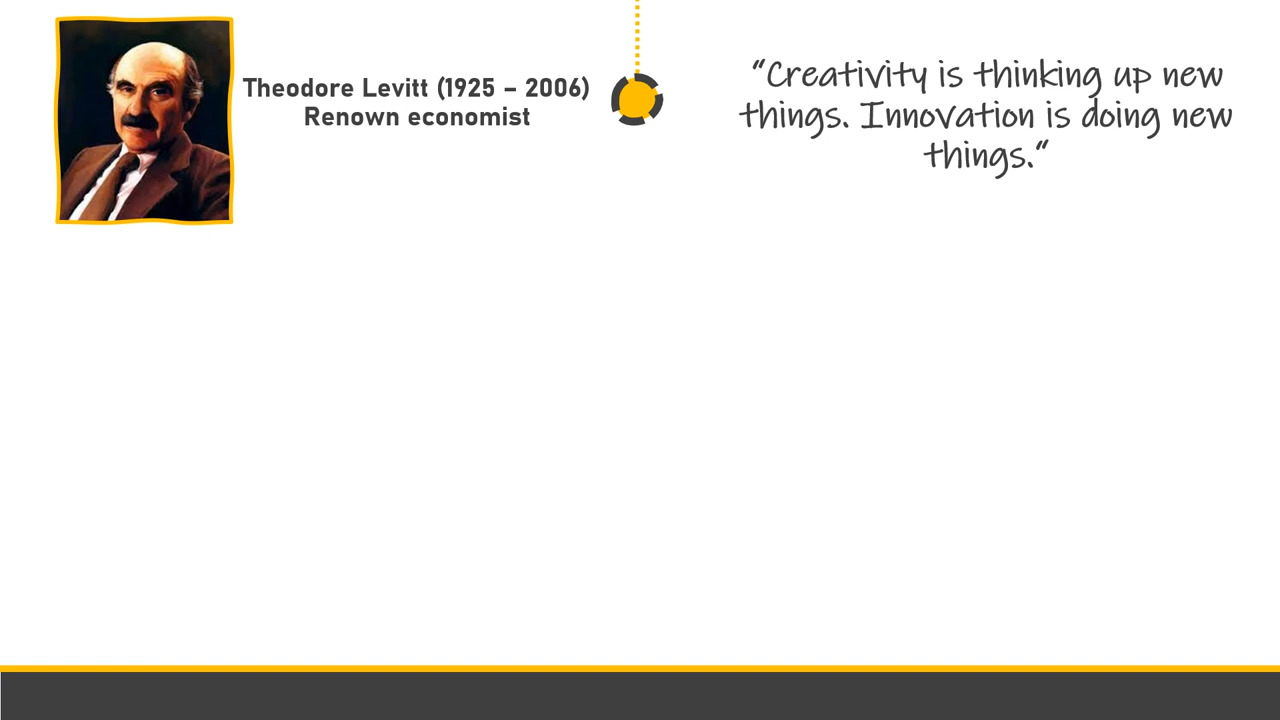 Theodore Levitt (1925 – 2006)
Renown economist
“Creativity is thinking up new
things. Innovation is doing new
things.“